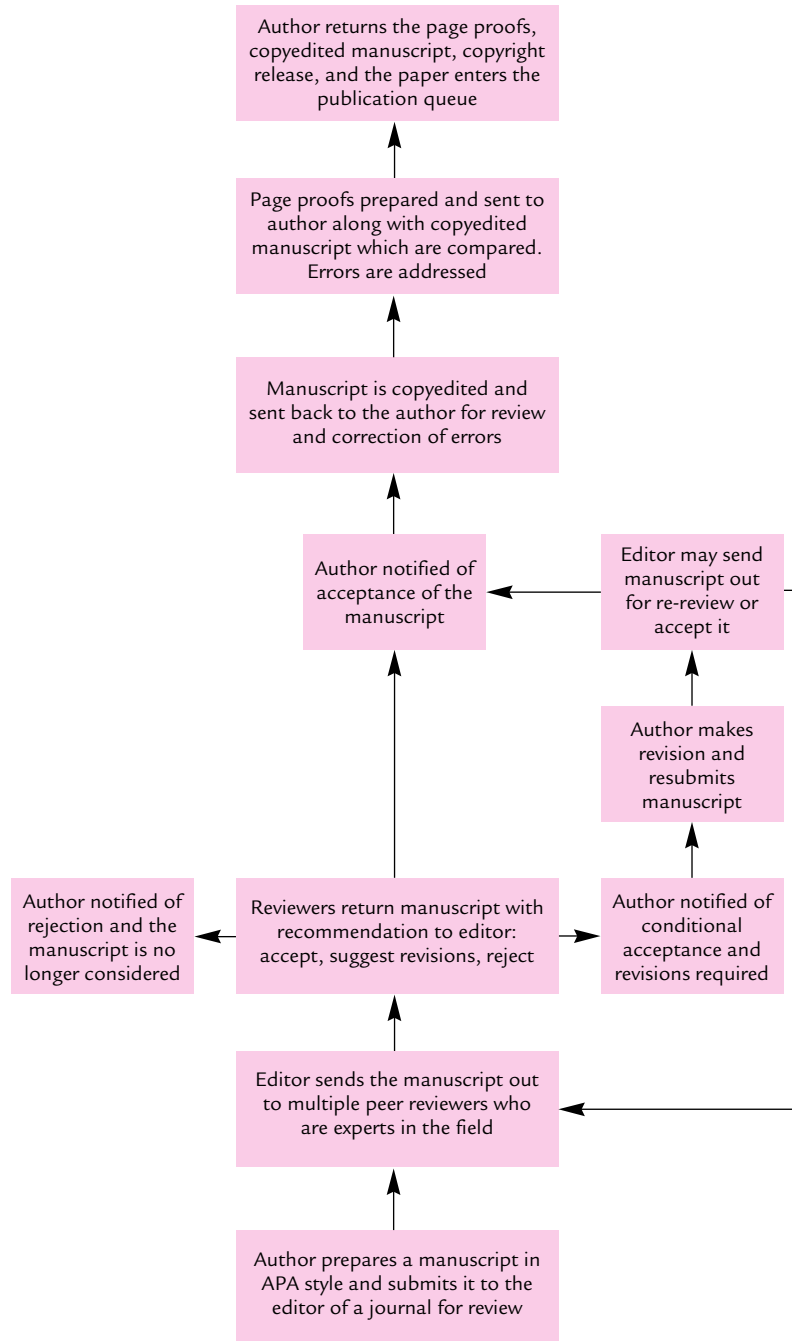 Author returns the page proofs,
copyedited manuscript, copyright
release, and the paper enters the
publication queue
Page proofs prepared and sent to
author along with copyedited
manuscript which are compared.
Errors are addressed
Manuscript is copyedited and
sent back to the author for review
and correction of errors
Author notified of
acceptance of the
manuscript
Editor may send
manuscript out
for re-review or
accept it
Author makes
revision and
resubmits
manuscript
Author notified of
rejection and the
manuscript is no
longer considered
Reviewers return manuscript with
recommendation to editor:
accept, suggest revisions, reject
Author notified of
conditional
acceptance and
revisions required
Editor sends the manuscript out
to multiple peer reviewers who
are experts in the field
Author prepares a manuscript in
APA style and submits it to the
editor of a journal for review